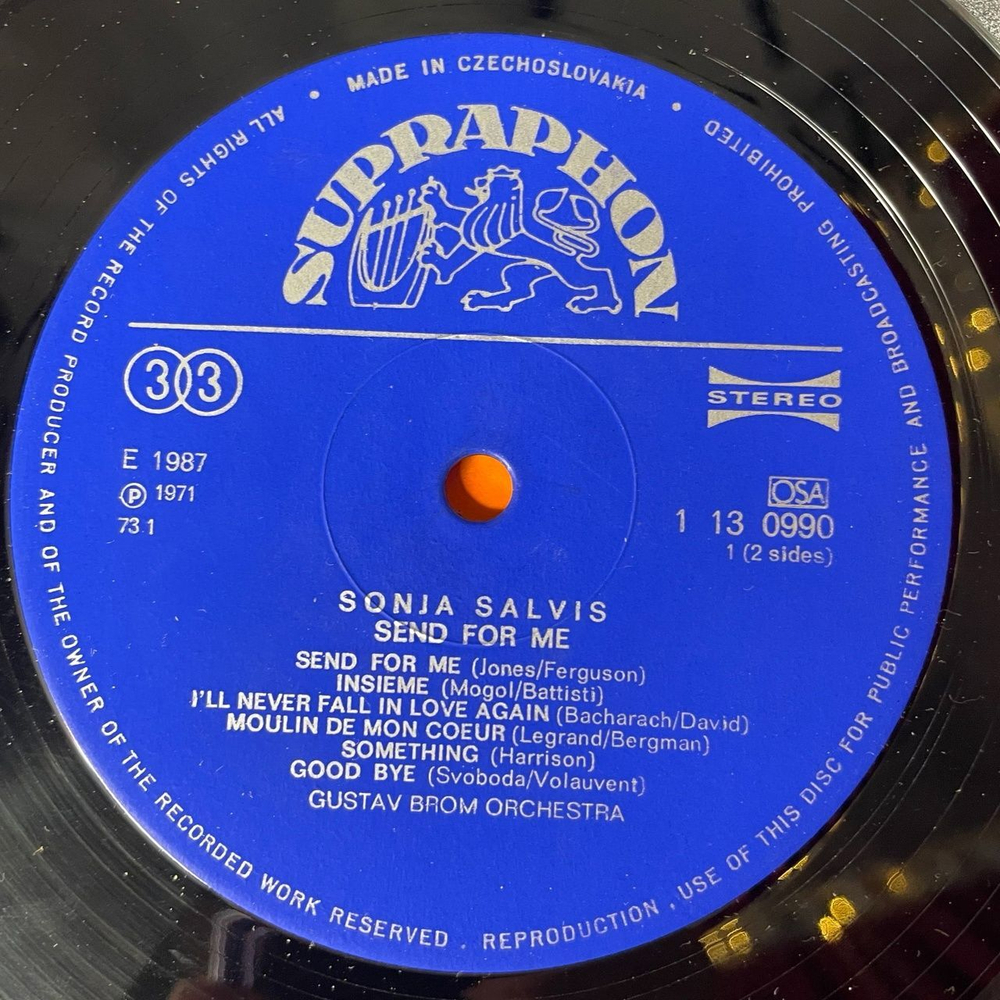 MADE IN CZECHOSLOVAKIA
ALL RIGHTS OF THE RECORD PRODUCER AND OF THE OWNER OF THE RECORDED WORK RESERVED . REPRODUCTION , USE OF THIS DISC FOR PUBLIC PERFORMANCE AND BROADCASTING PROHIBITED
SUPRAPHON
33
STEREO
E 1987
℗ 1971
73 1
OSA
1 13 0990
1 (2 sides)
SONJA SALVIS
SEND FOR ME
SEND FOR ME (Jones/Ferguson)
INSIEME (Mogol/Battisti)
I'LL NEVER FALL IN LOVE AGAIN (Bacharach/David)
MOULIN DE MON COEUR (Legrand/Bergman)
SOMETHING (Harrison)
GOOD BYE (Svoboda/Volauvent)
GUSTAV BROM ORCHESTRA